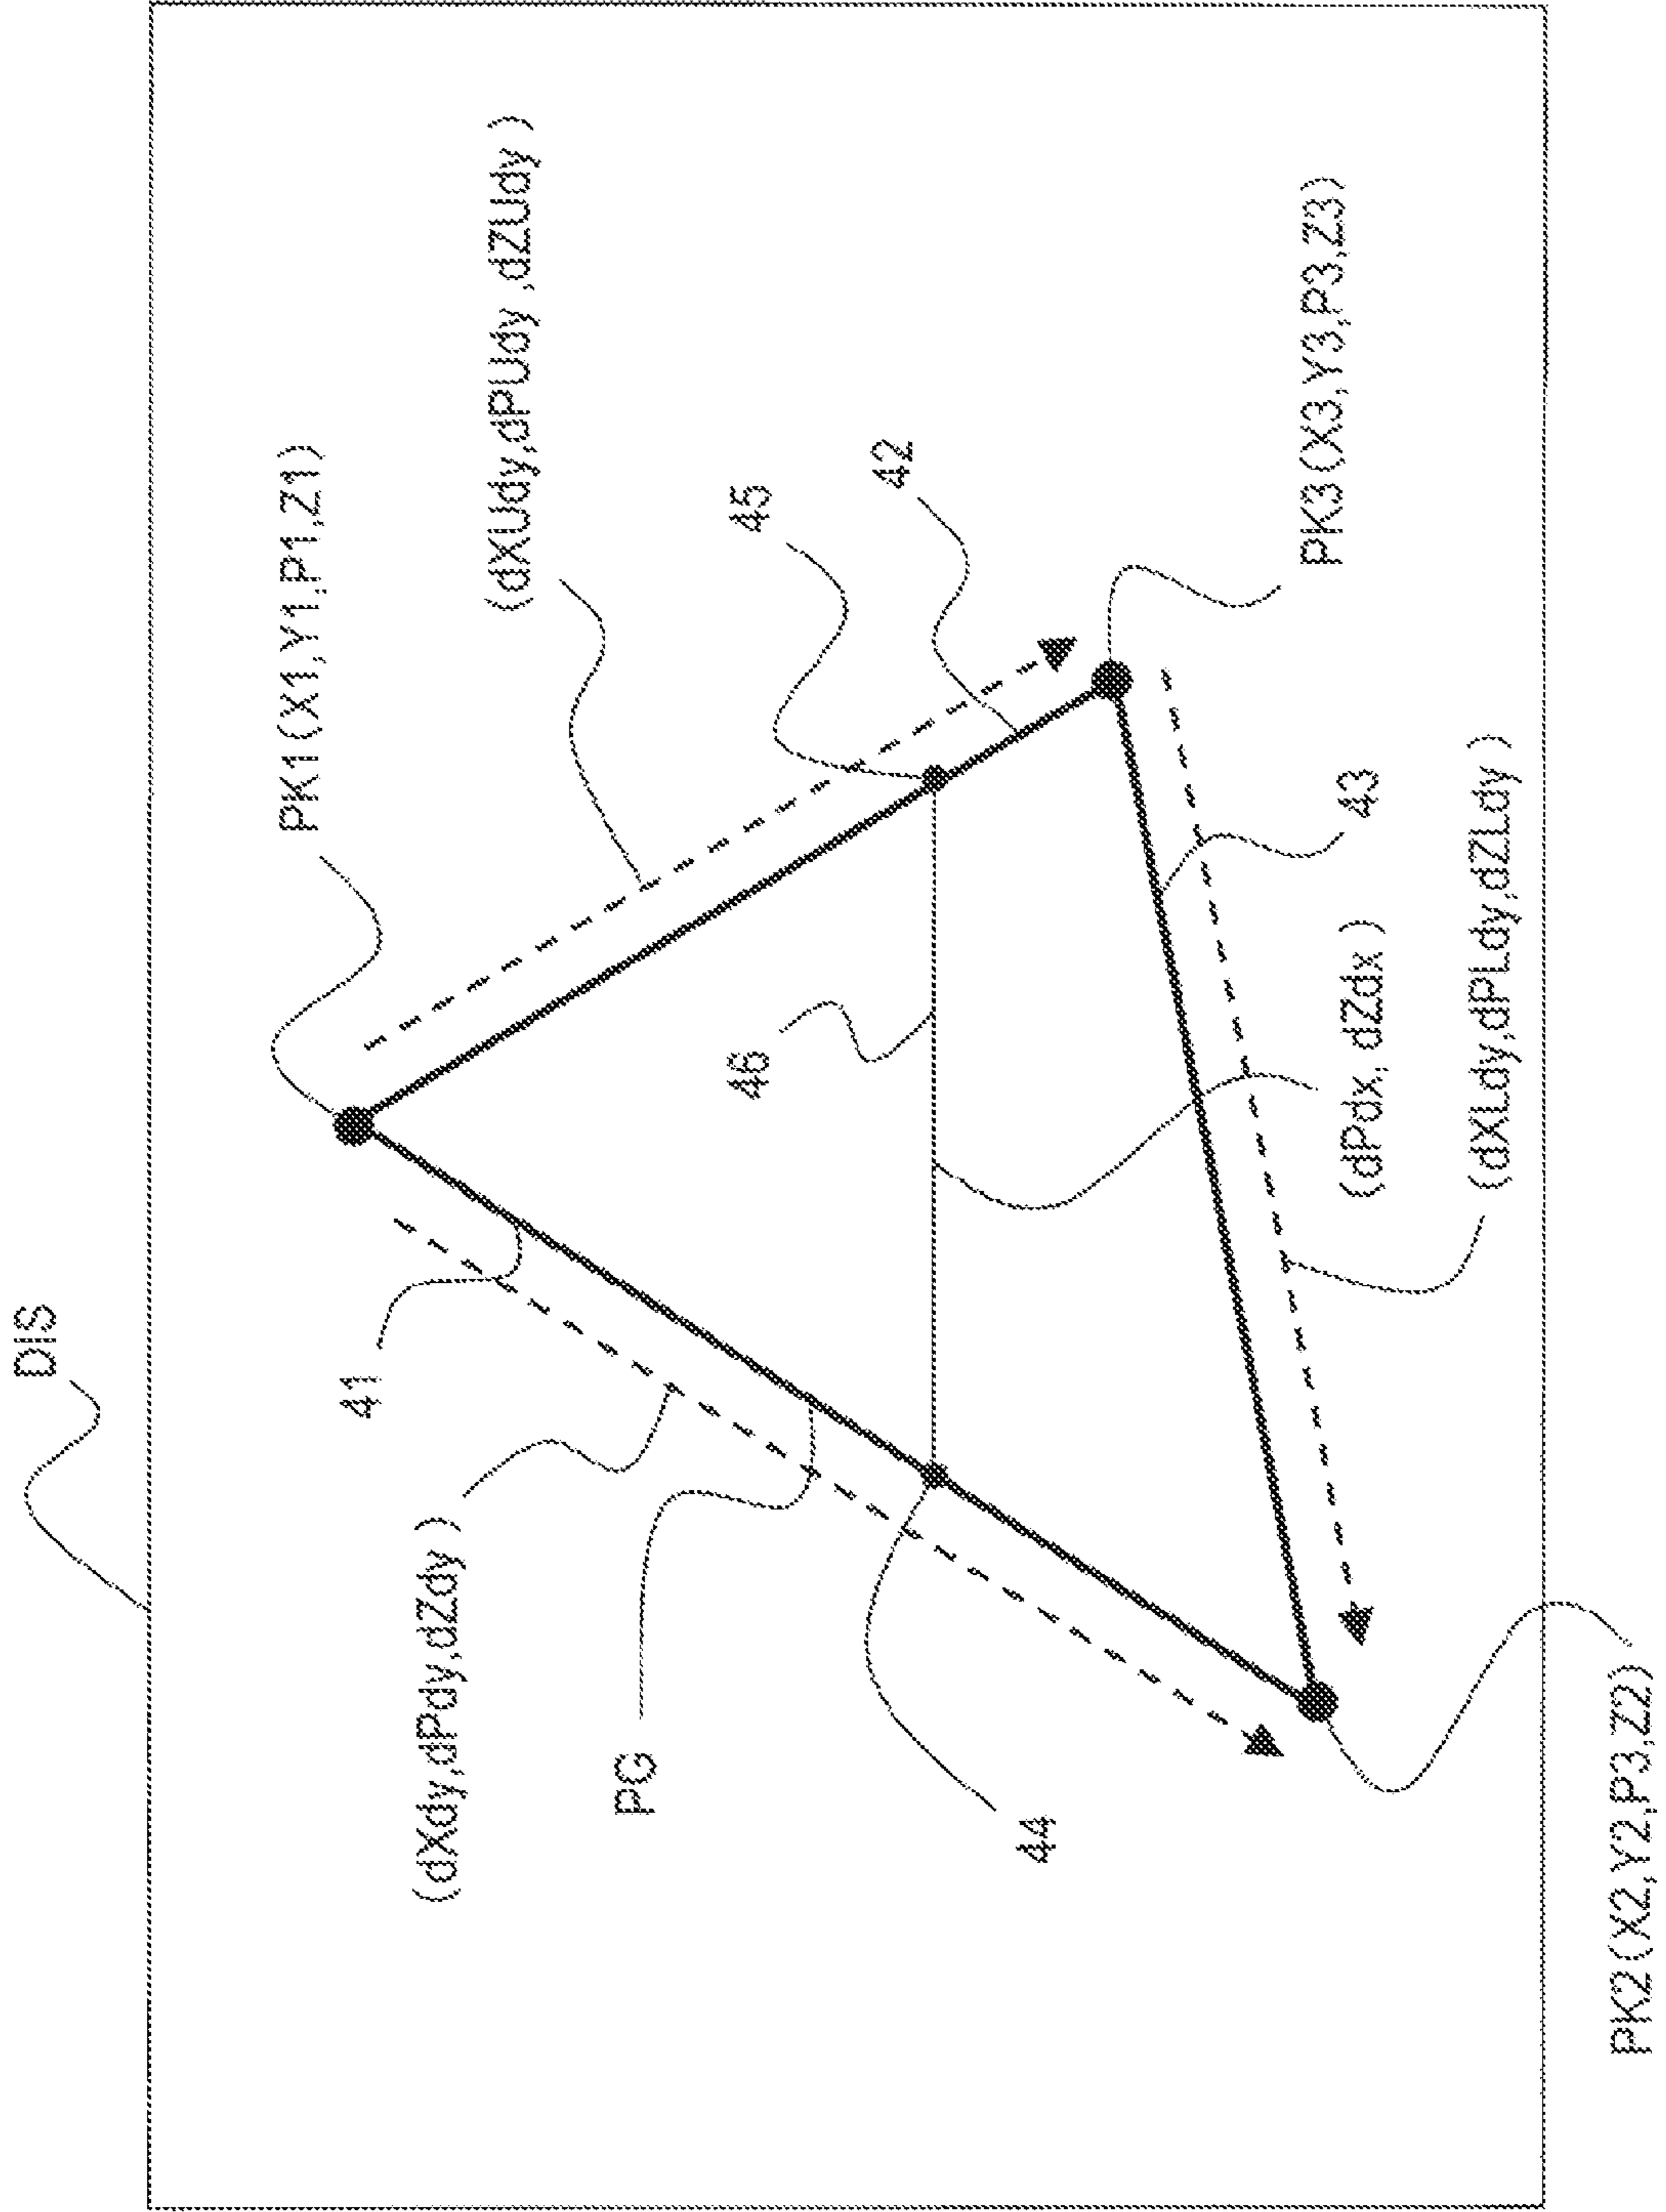 DIS
PK1(X1,Y1,P1,Z1)
41
(dXdy,dPdy,dZdy )
(dXUdy,dPUdy ,dZUdy )
PG
45
46
42
44
PK3(X3,Y3,P3,Z3)
43
(dPdx, dZdx )
(dXLdy,dPLdy,dZLdy )
PK2(X2,Y2,P3,Z2)